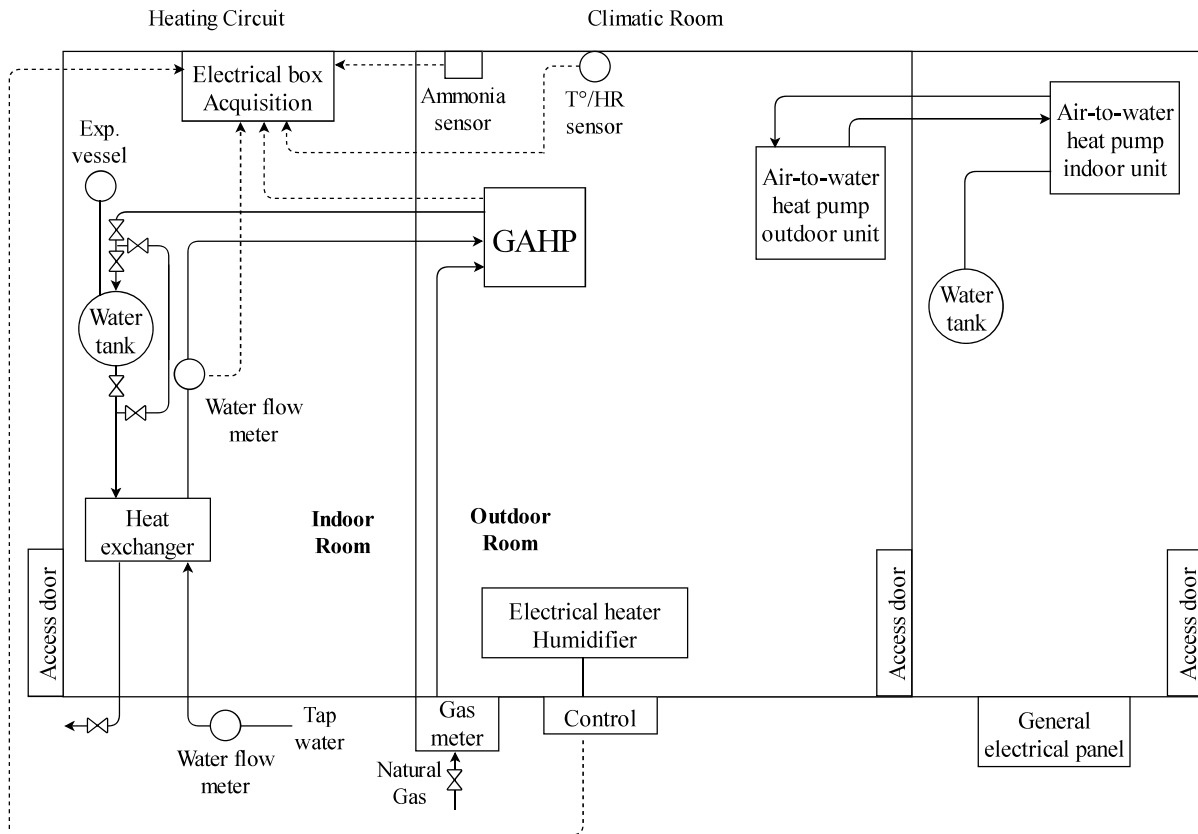 Heating Circuit
Climatic Room
Electrical box
Acquisition
Ammonia
sensor
T°/HR
sensor
Exp.
vessel
Air-to-water
heat pump
indoor unit
Air-to-water
heat pump
outdoor unit
GAHP
Water
tank
Water
tank
Water flow
meter
Heat
exchanger
Indoor
Room
Outdoor
Room
Electrical heater
Humidifier
Access door
Access door
Access door
Tap
water
Water flow
meter
Gas
meter
Control
General
electrical panel
Natural
Gas